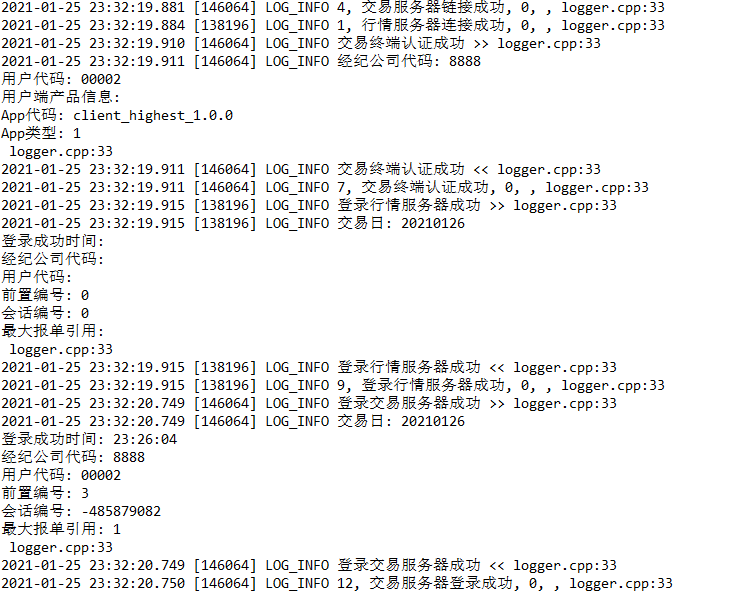 2021-01-25 23:32:19.881 [146064] LOG_INFO 4, 交易服务器链接成功, 0, , logger.cpp:33
2021-01-25 23:32:19.884 [138196] LOG_INFO 1, 行情服务器连接成功, 0, , logger.cpp:33
2021-01-25 23:32:19.910 [146064] LOG_INFO 交易终端认证成功 >> logger.cpp:33
2021-01-25 23:32:19.911 [146064] LOG_INFO 经纪公司代码: 8888
用户代码: 00002
用户端产品信息:
App代码: client_highest_1.0.0
App类型: 1
logger.cpp:33
2021-01-25 23:32:19.911 [146064] LOG_INFO 交易终端认证成功 << logger.cpp:33
2021-01-25 23:32:19.911 [146064] LOG_INFO 7, 交易终端认证成功, 0, , logger.cpp:33
2021-01-25 23:32:19.915 [138196] LOG_INFO 登录行情服务器成功 >> logger.cpp:33
2021-01-25 23:32:19.915 [138196] LOG_INFO 交易日: 20210126
登录成功时间:
经纪公司代码:
用户代码:
前置编号: 0
会话编号: 0
最大报单引用:
logger.cpp:33
2021-01-25 23:32:19.915 [138196] LOG_INFO 登录行情服务器成功 << logger.cpp:33
2021-01-25 23:32:19.915 [138196] LOG_INFO 9, 登录行情服务器成功, 0, , logger.cpp:33
2021-01-25 23:32:20.749 [146064] LOG_INFO 登录交易服务器成功 >> logger.cpp:33
2021-01-25 23:32:20.749 [146064] LOG_INFO 交易日: 20210126
登录成功时间: 23:26:04
经纪公司代码: 8888
用户代码: 00002
前置编号: 3
会话编号: -485879082
最大报单引用: 1
logger.cpp:33
2021-01-25 23:32:20.749 [146064] LOG_INFO 登录交易服务器成功 << logger.cpp:33
2021-01-25 23:32:20.750 [146064] LOG_INFO 12, 交易服务器登录成功, 0, , logger.cpp:33